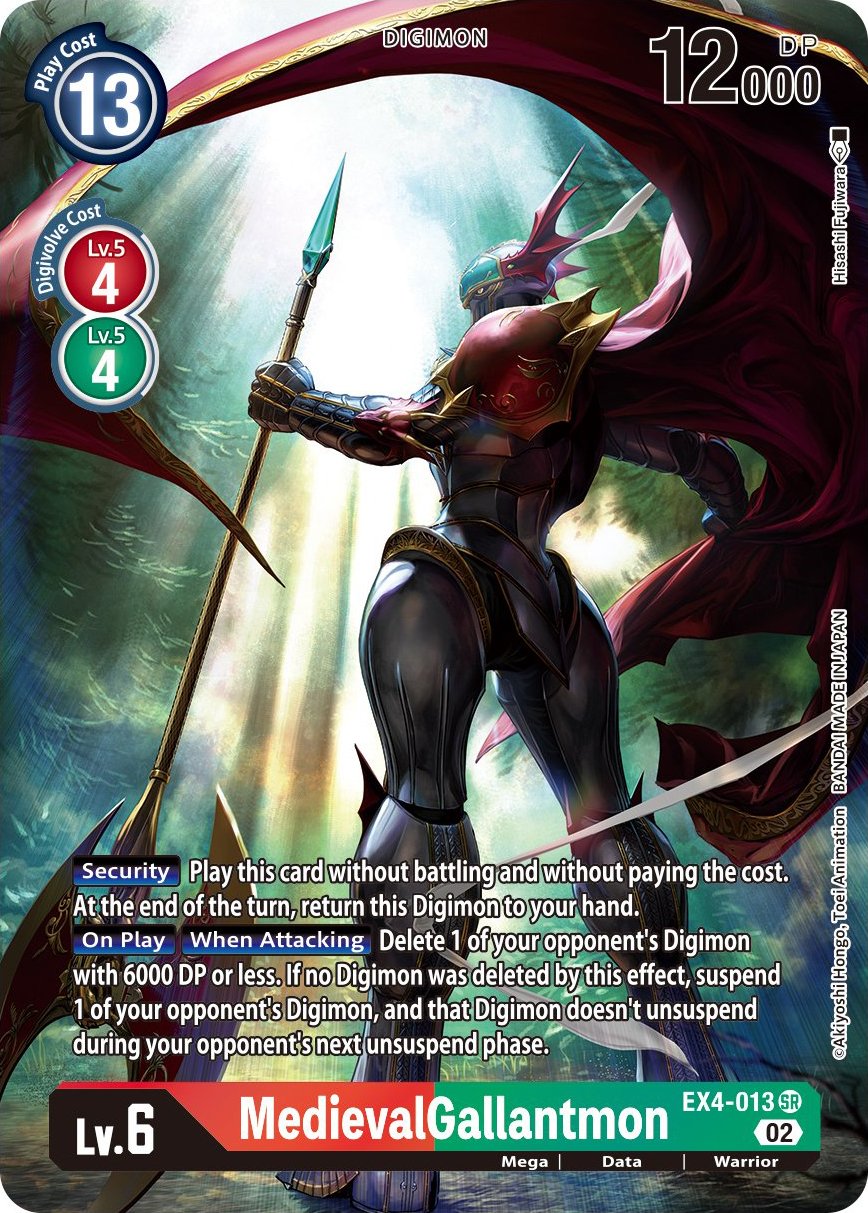 DIGIMON
Play Cost
13
12000
DP
Digivolve Cost
Lv.5
4
Lv.5
4
Hisashi Fujiwara
©Akiyoshi Hongo, Toei Animation BANDAI MADE IN JAPAN
Security Play this card without battling and without paying the cost.
At the end of the turn, return this Digimon to your hand.
On Play When Attacking Delete 1 of your opponent's Digimon
with 6000 DP or less. If no Digimon was deleted by this effect, suspend
1 of your opponent's Digimon, and that Digimon doesn't unsuspend
during your opponent's next unsuspend phase.
Lv.6
MedievalGallantmon
EX4-013 SR
02
Mega | Data | Warrior